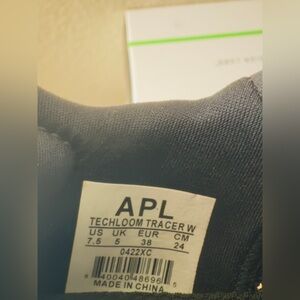 APL
TECHLOOM TRACER W
US UK EUR CM
7.5 5 38 24
0422XC
MADE IN CHINA